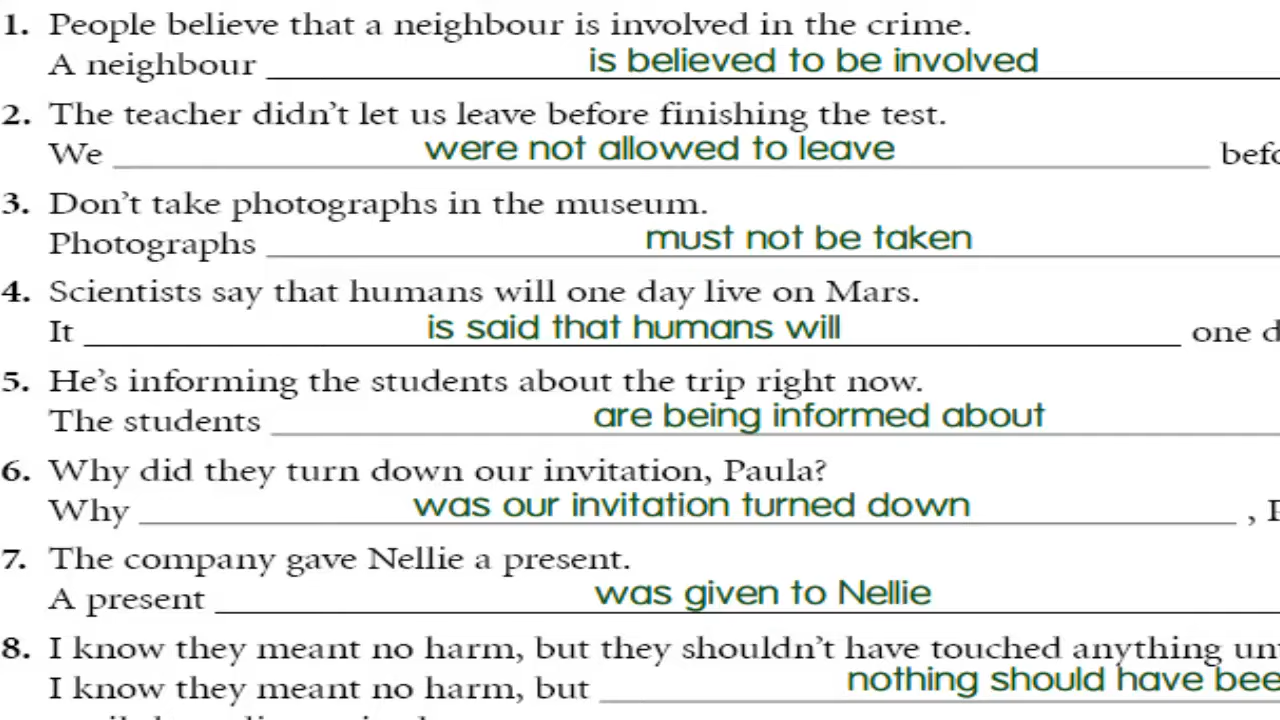 1. People believe that a neighbour is involved in the crime.
A neighbour is believed to be involved
2. The teacher didn't let us leave before finishing the test.
We were not allowed to leave
3. Don't take photographs in the museum.
Photographs must not be taken
4. Scientists say that humans will one day live on Mars.
It is said that humans will one
5. He's informing the students about the trip right now.
The students are being informed about
6. Why did they turn down our invitation, Paula?
Why was our invitation turned down ,
7. The company gave Nellie a present.
A present was given to Nellie
8. I know they meant no harm, but they shouldn't have touched anything
I know they meant no harm, but nothing should have